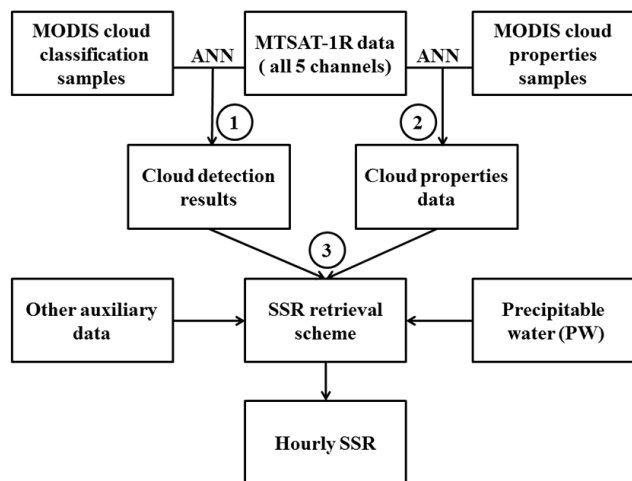 MODIS cloud
classification
samples
ANN
MTSAT-1R data
( all 5 channels)
ANN
MODIS cloud
properties
samples
1
2
Cloud detection
results
Cloud properties
data
3
Other auxiliary
data
SSR retrieval
scheme
Precipitable
water (PW)
Hourly SSR